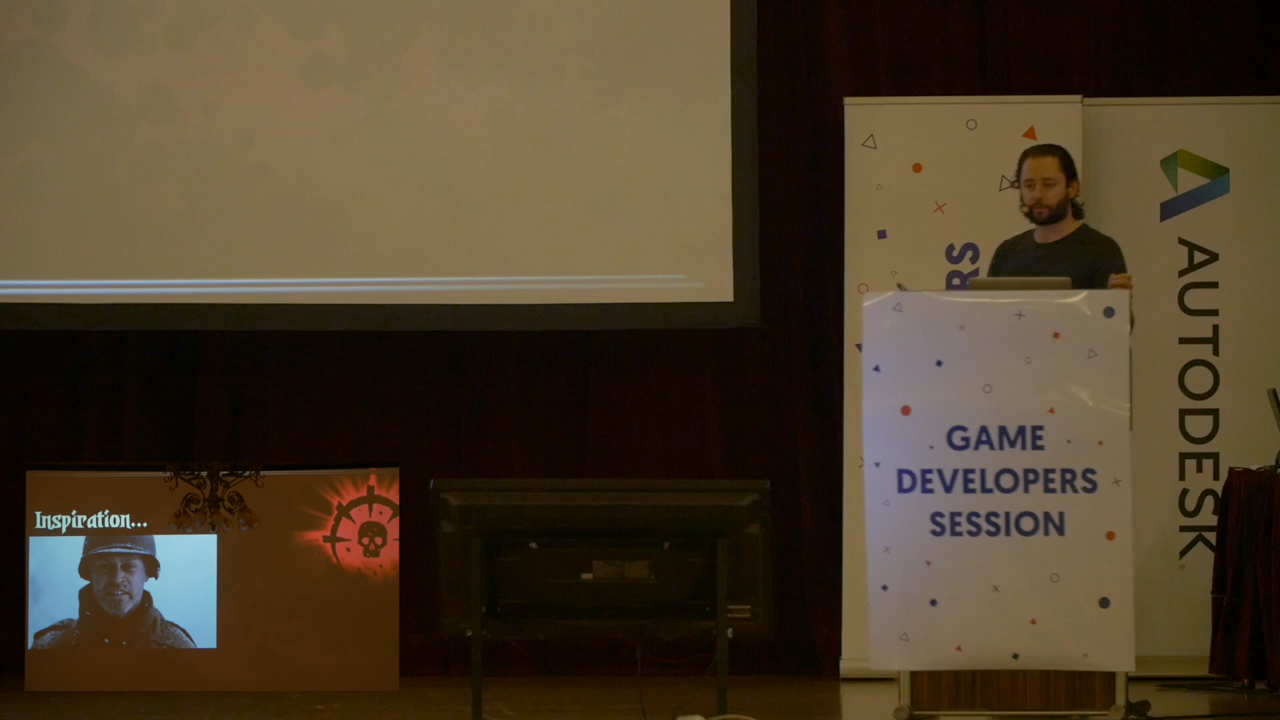 Inspiration...
RS
GAME
DEVELOPERS
SESSION
AUTODESK